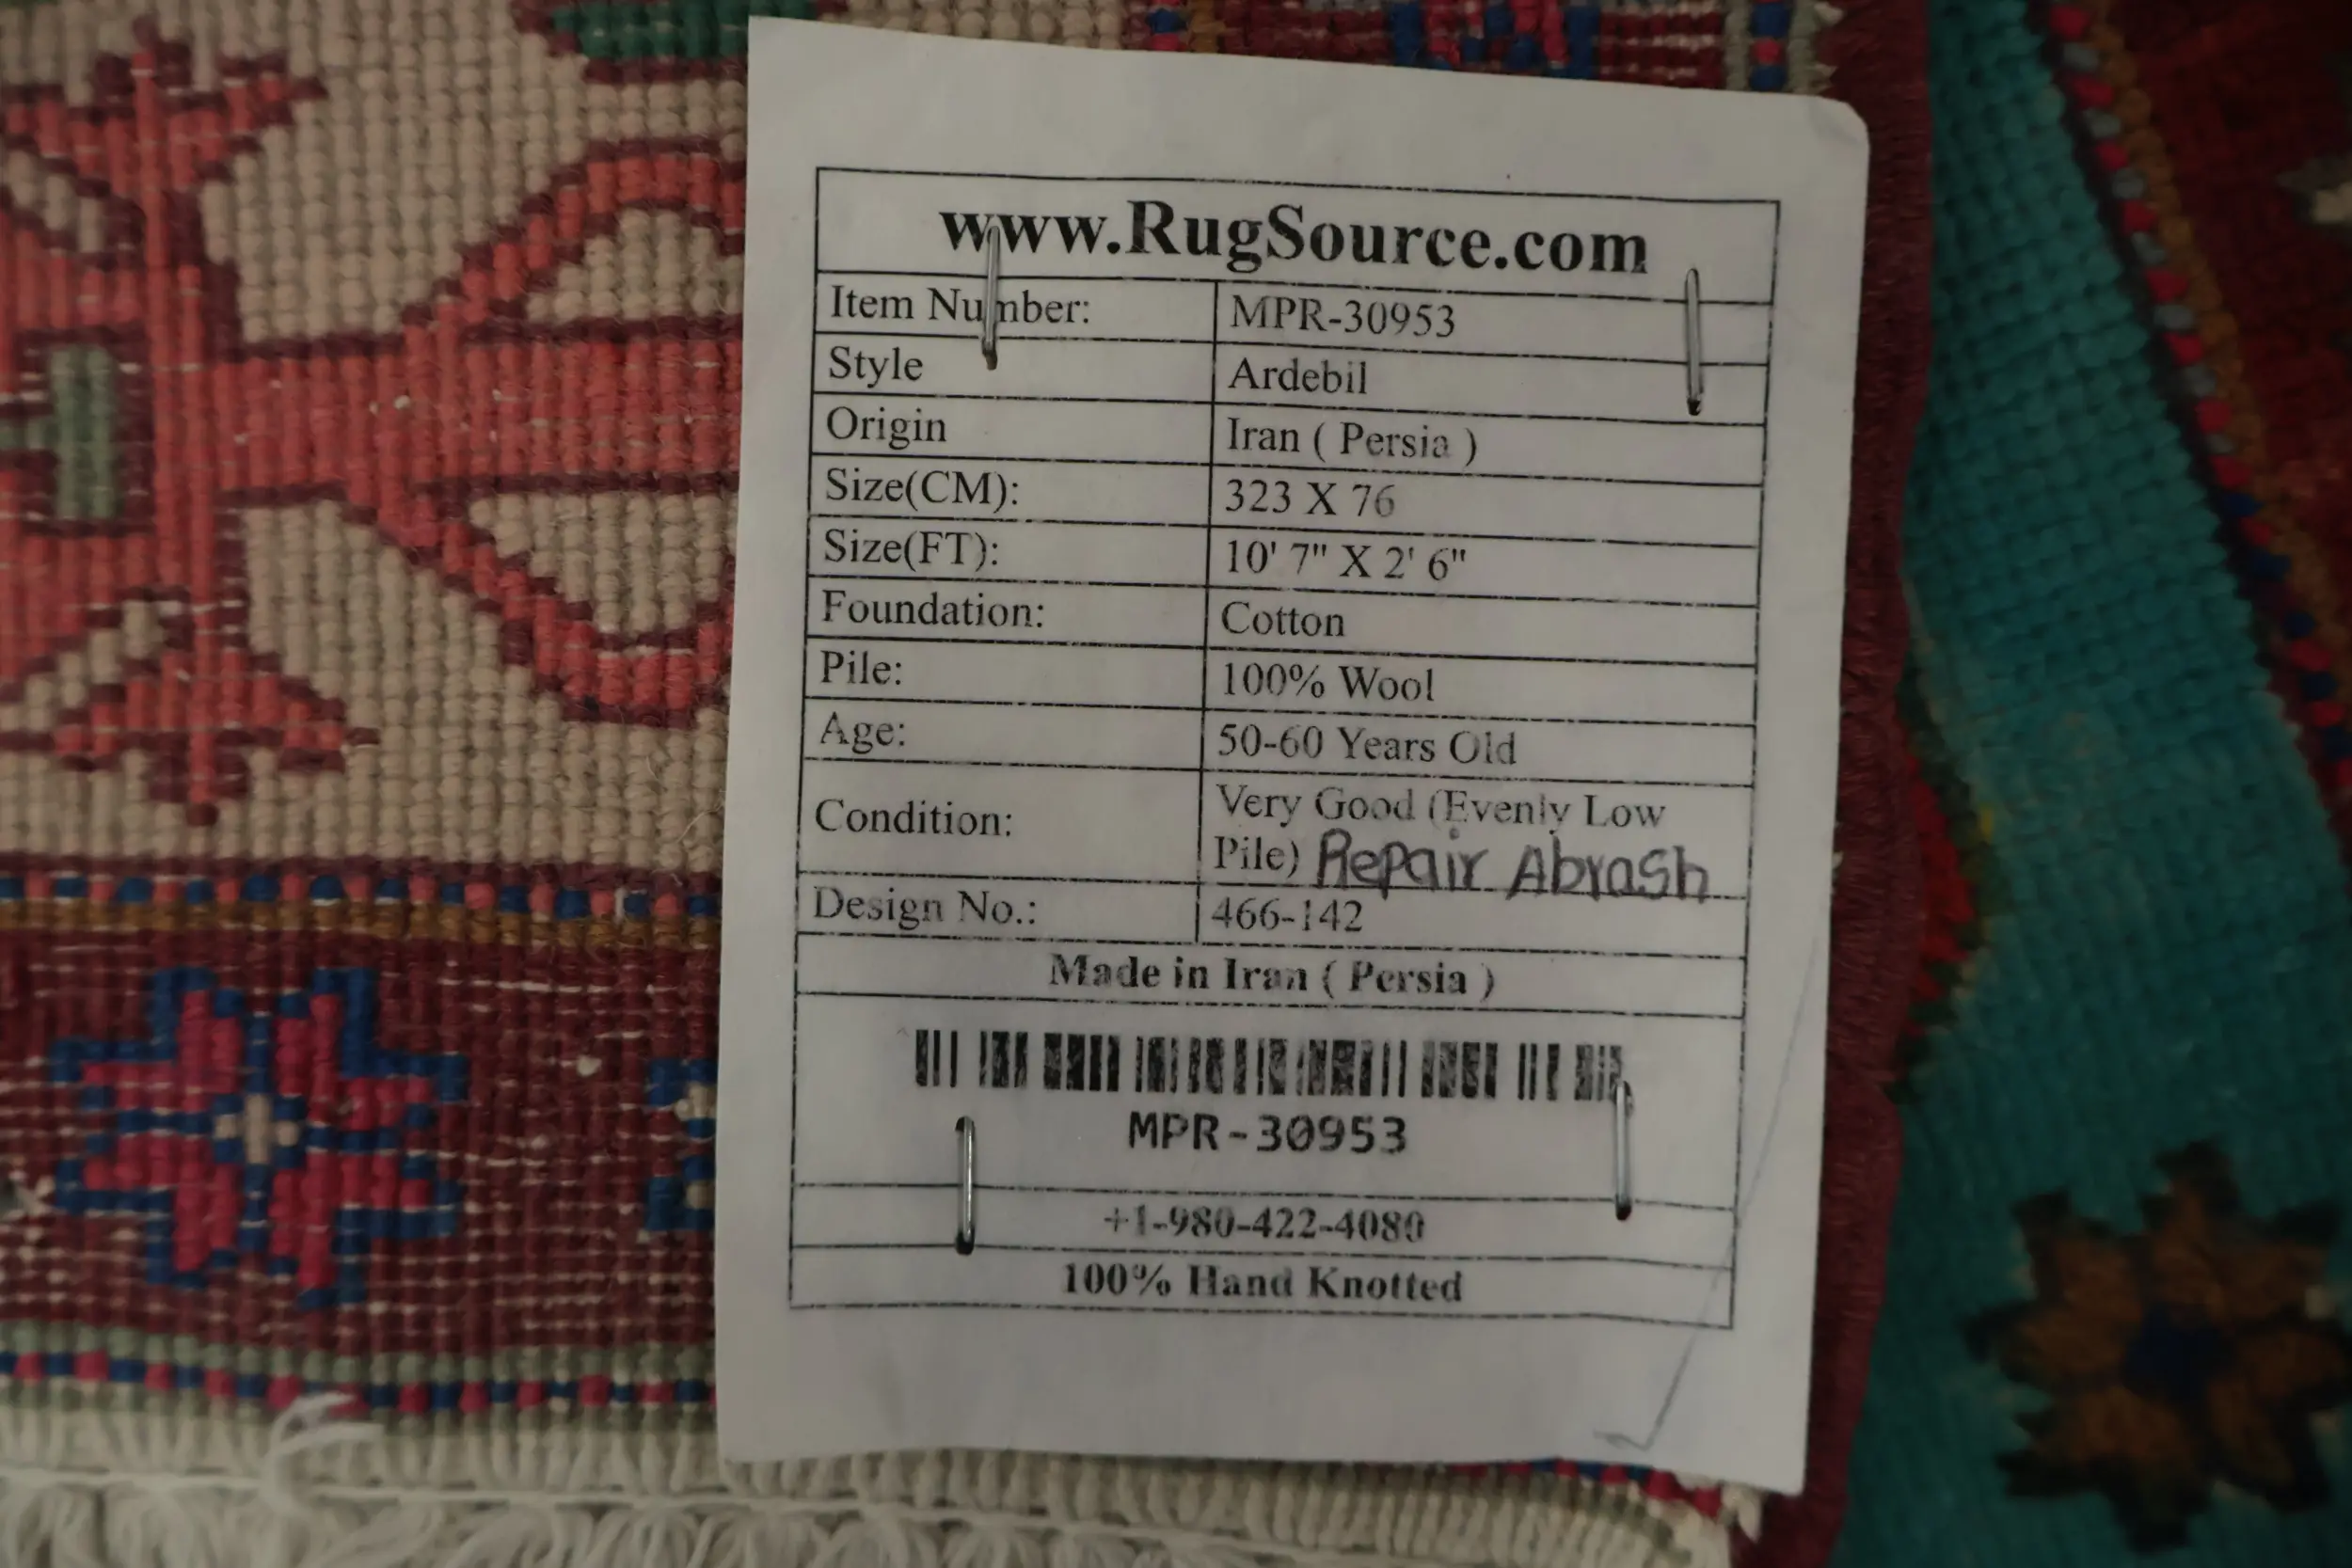 www.RugSource.com
Item Number: MPR-30953
Style Ardebil
Origin Iran ( Persia )
Size(CM): 323 X 76
Size(FT): 10' 7" X 2' 6"
Foundation: Cotton
Pile: 100% Wool
Age: 50-60 Years Old
Condition: Very Good (Evenly Low
Pile) Repair Abrash
Design No.: 466-142
Made in Iran ( Persia )
MPR-30953
+1-980-422-4080
100% Hand Knotted